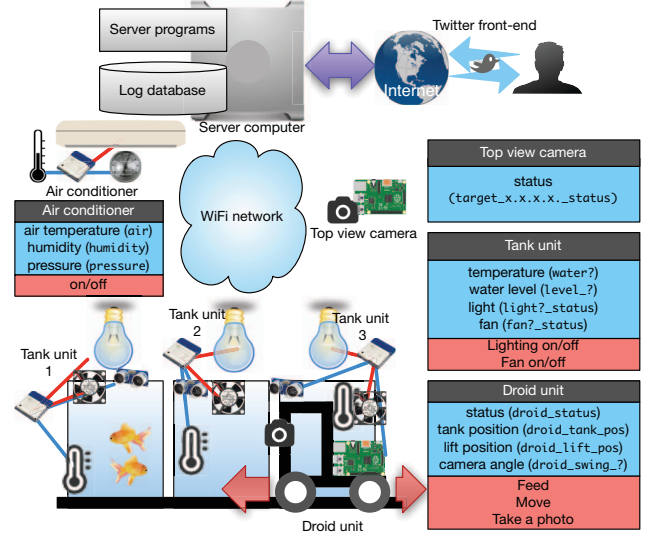 Server programs
Log database
Server computer
Internet
Twitter front-end
Air conditioner
Air conditioner
air temperature (air)
humidity (humidity)
pressure (pressure)
on/off
WiFi network
Top view camera
Top view camera
status
(target_x.x.x.x._status)
Tank unit
temperature (water?)
water level (level_?)
light (light?_status)
fan (fan?_status)
Lighting on/off
Fan on/off
Droid unit
status (droid_status)
tank position (droid_tank_pos)
lift position (droid_lift_pos)
camera angle (droid_swing_?)
Feed
Move
Take a photo
Tank unit
1
Tank unit
2
Tank unit
3
Droid unit